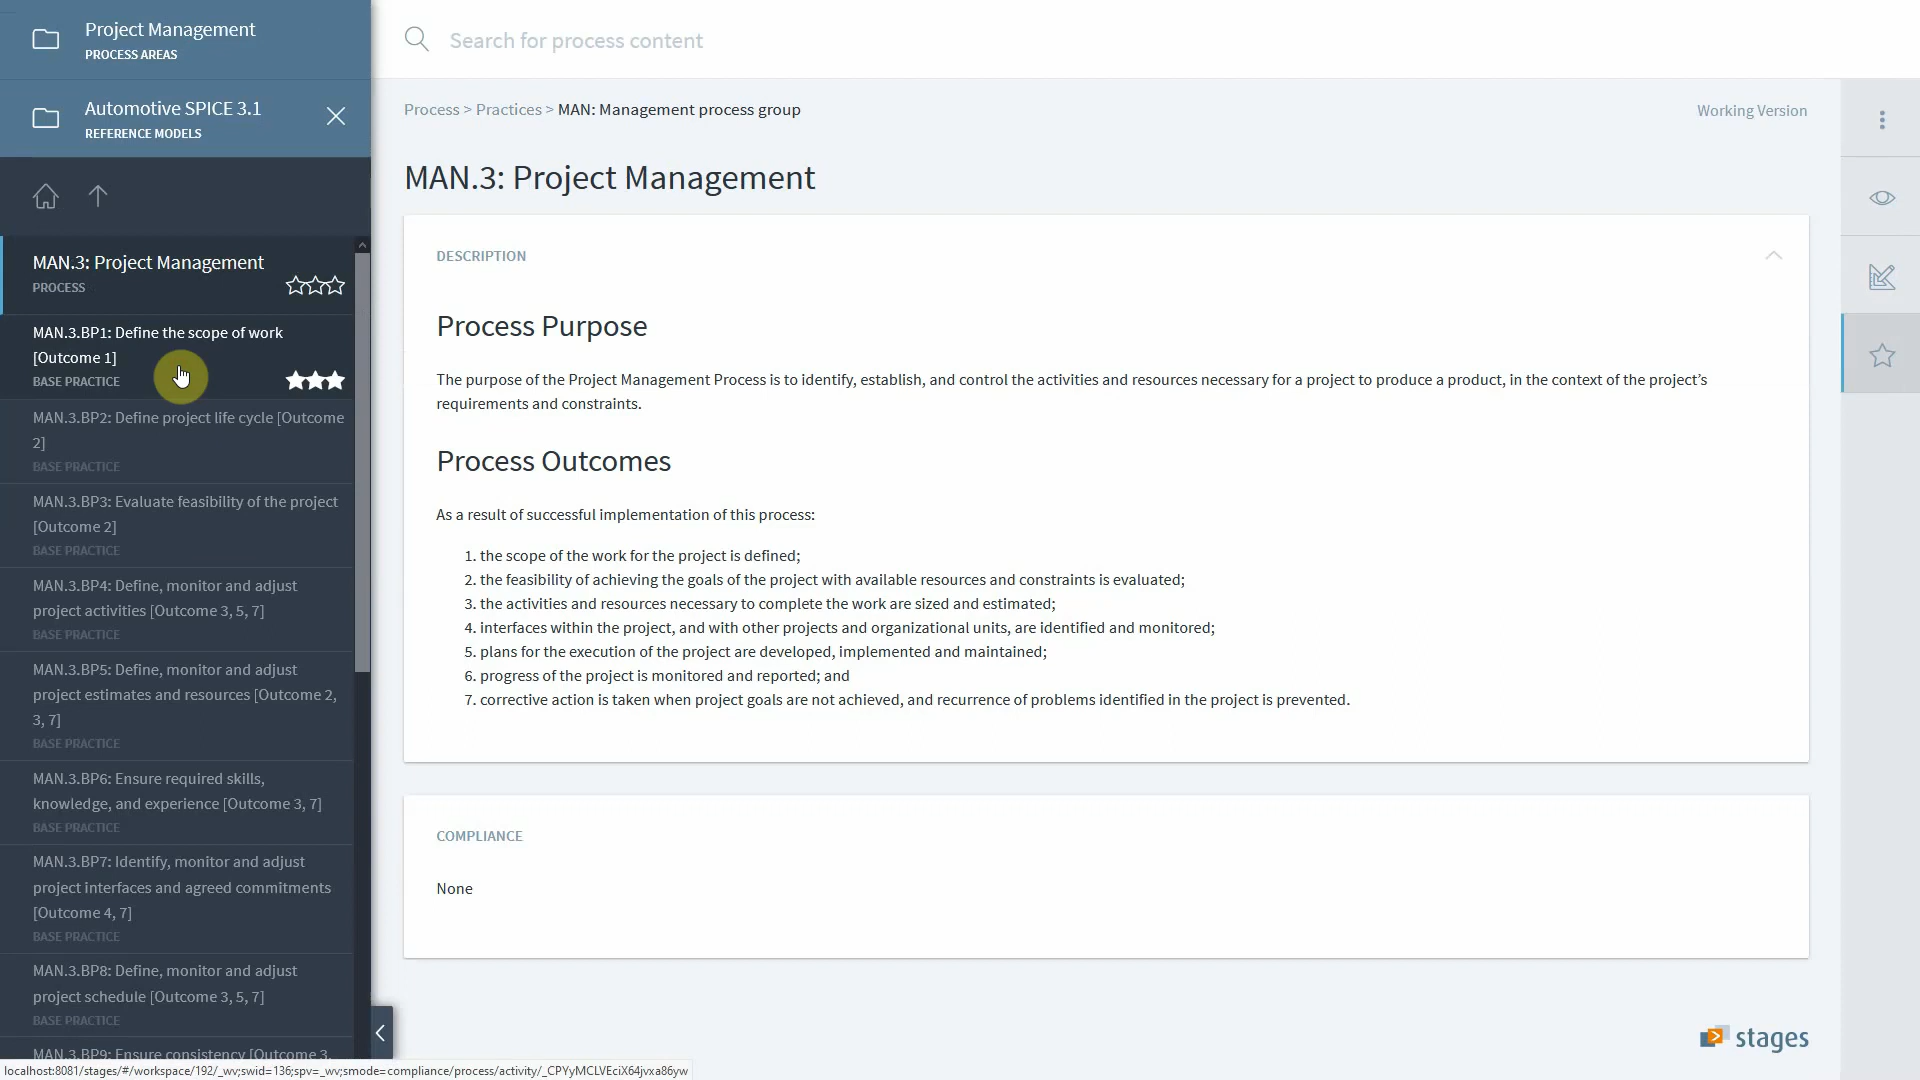 Project Management
PROCESS AREAS
Automotive SPICE 3.1
REFERENCE MODELS
MAN.3: Project Management
PROCESS
MAN.3.BP1: Define the scope of work
[Outcome 1]
BASE PRACTICE
MAN.3.BP2: Define project life cycle [Outcome
2]
BASE PRACTICE
MAN.3.BP3: Evaluate feasibility of the project
[Outcome 2]
BASE PRACTICE
MAN.3.BP4: Define, monitor and adjust
project activities [Outcome 3, 5, 7]
BASE PRACTICE
MAN.3.BP5: Define, monitor and adjust
project estimates and resources [Outcome 2,
3, 7]
BASE PRACTICE
MAN.3.BP6: Ensure required skills,
knowledge, and experience [Outcome 3, 7]
BASE PRACTICE
MAN.3.BP7: Identify, monitor and adjust
project interfaces and agreed commitments
[Outcome 4, 7]
BASE PRACTICE
MAN.3.BP8: Define, monitor and adjust
project schedule [Outcome 3, 5, 7]
BASE PRACTICE
MAN.3.BP9: Ensure consistency [Outcome 3,
Search for process content
Process > Practices > MAN: Management process group
Working Version
MAN.3: Project Management
DESCRIPTION
Process Purpose
The purpose of the Project Management Process is to identify, establish, and control the activities and resources necessary for a project to produce a product, in the context of the project’s
requirements and constraints.
Process Outcomes
As a result of successful implementation of this process:
1. the scope of the work for the project is defined;
2. the feasibility of achieving the goals of the project with available resources and constraints is evaluated;
3. the activities and resources necessary to complete the work are sized and estimated;
4. interfaces within the project, and with other projects and organizational units, are identified and monitored;
5. plans for the execution of the project are developed, implemented and maintained;
6. progress of the project is monitored and reported; and
7. corrective action is taken when project goals are not achieved, and recurrence of problems identified in the project is prevented.
COMPLIANCE
None
stages
localhost:8081/stages/#/workspace/192/_wv;swid=136;spv=_wv;smode=compliance/process/activity/_CPYyMCLVEciX64jvxa86yw